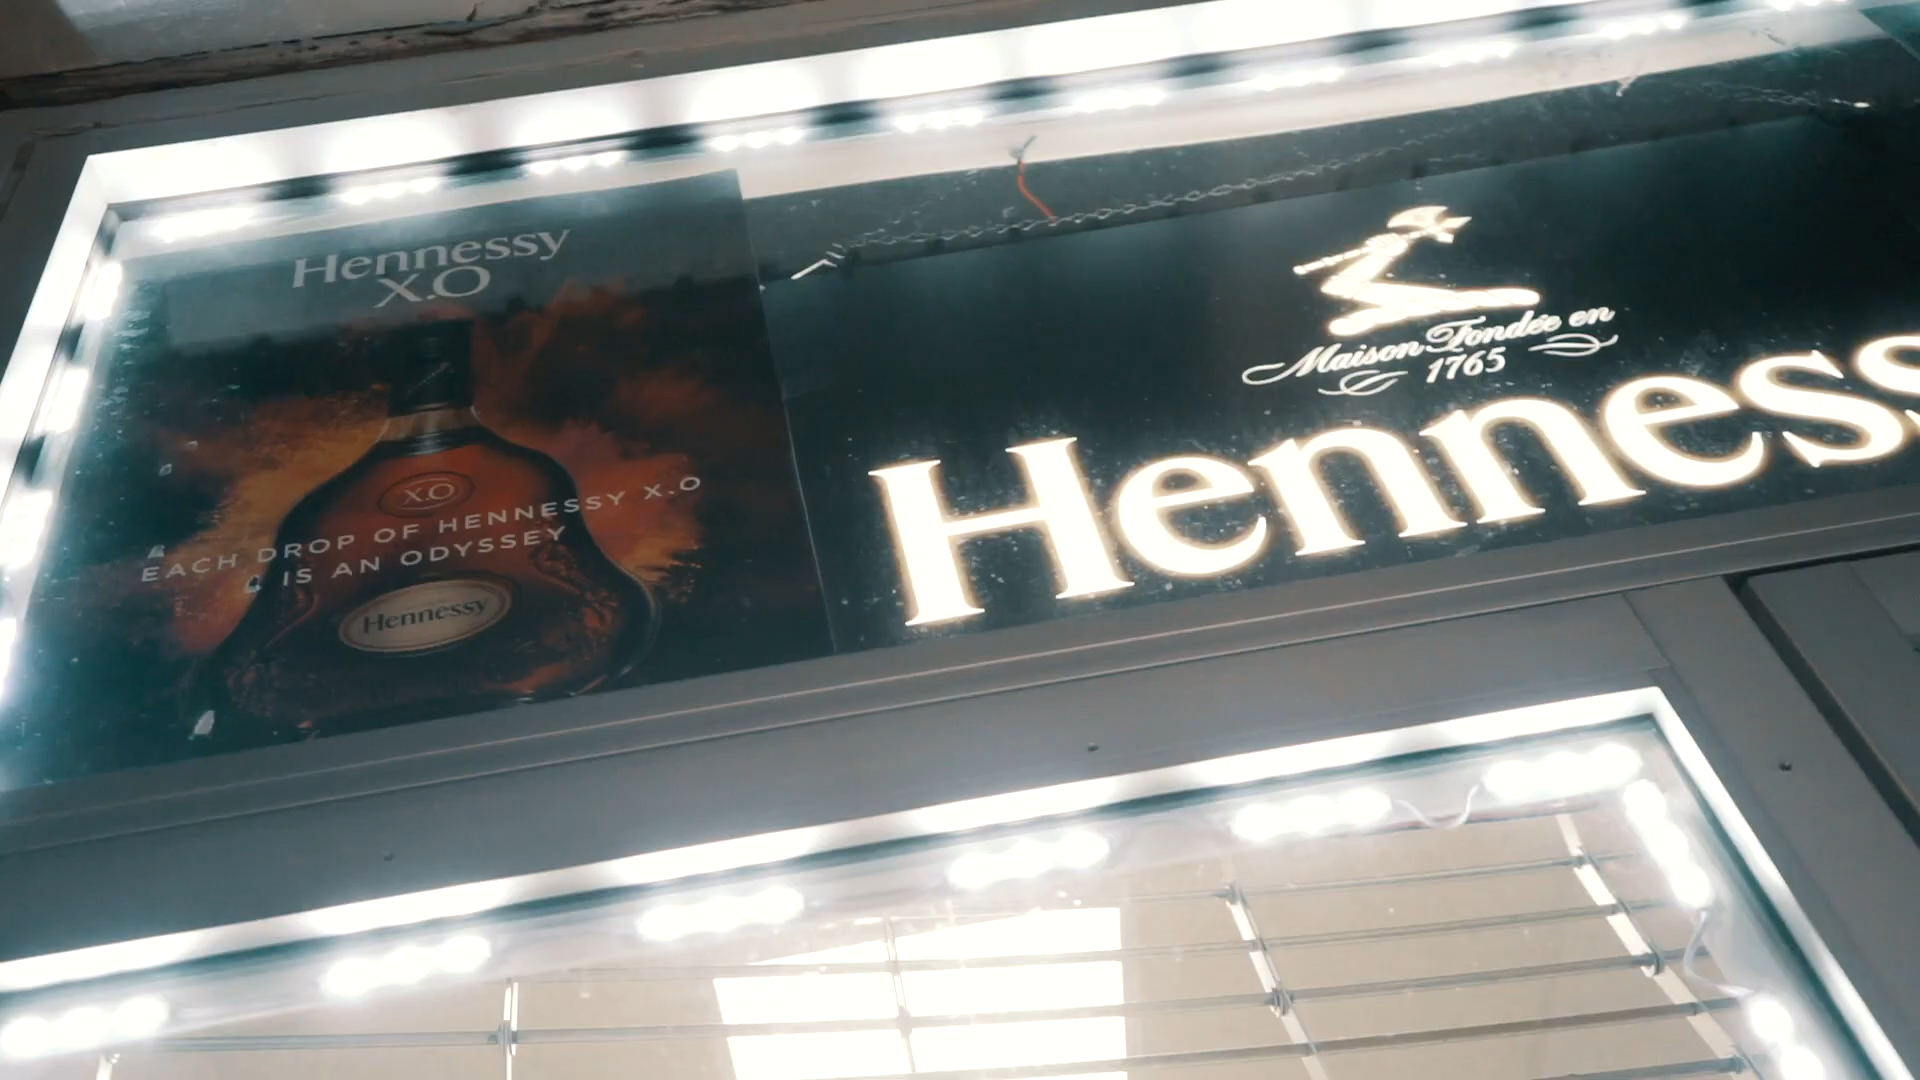 Hennessy
X.O
X.O
EACH DROP OF HENNESSY X.O
IS AN ODYSSEY
Hennessy
Maison Fondée en
1765
Henness